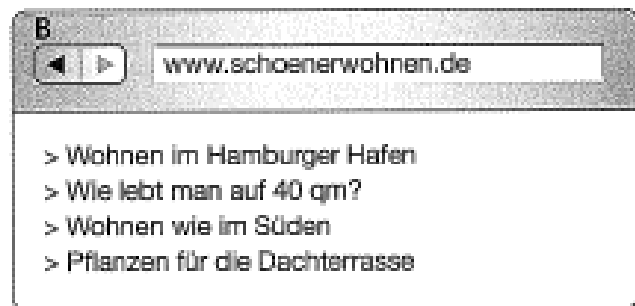 B
www.schoenerwohnen.de
> Wohnen im Hamburger Hafen
> Wie lebt man auf 40 qm?
> Wohnen wie im Süden
> Pflanzen für die Dachterrasse